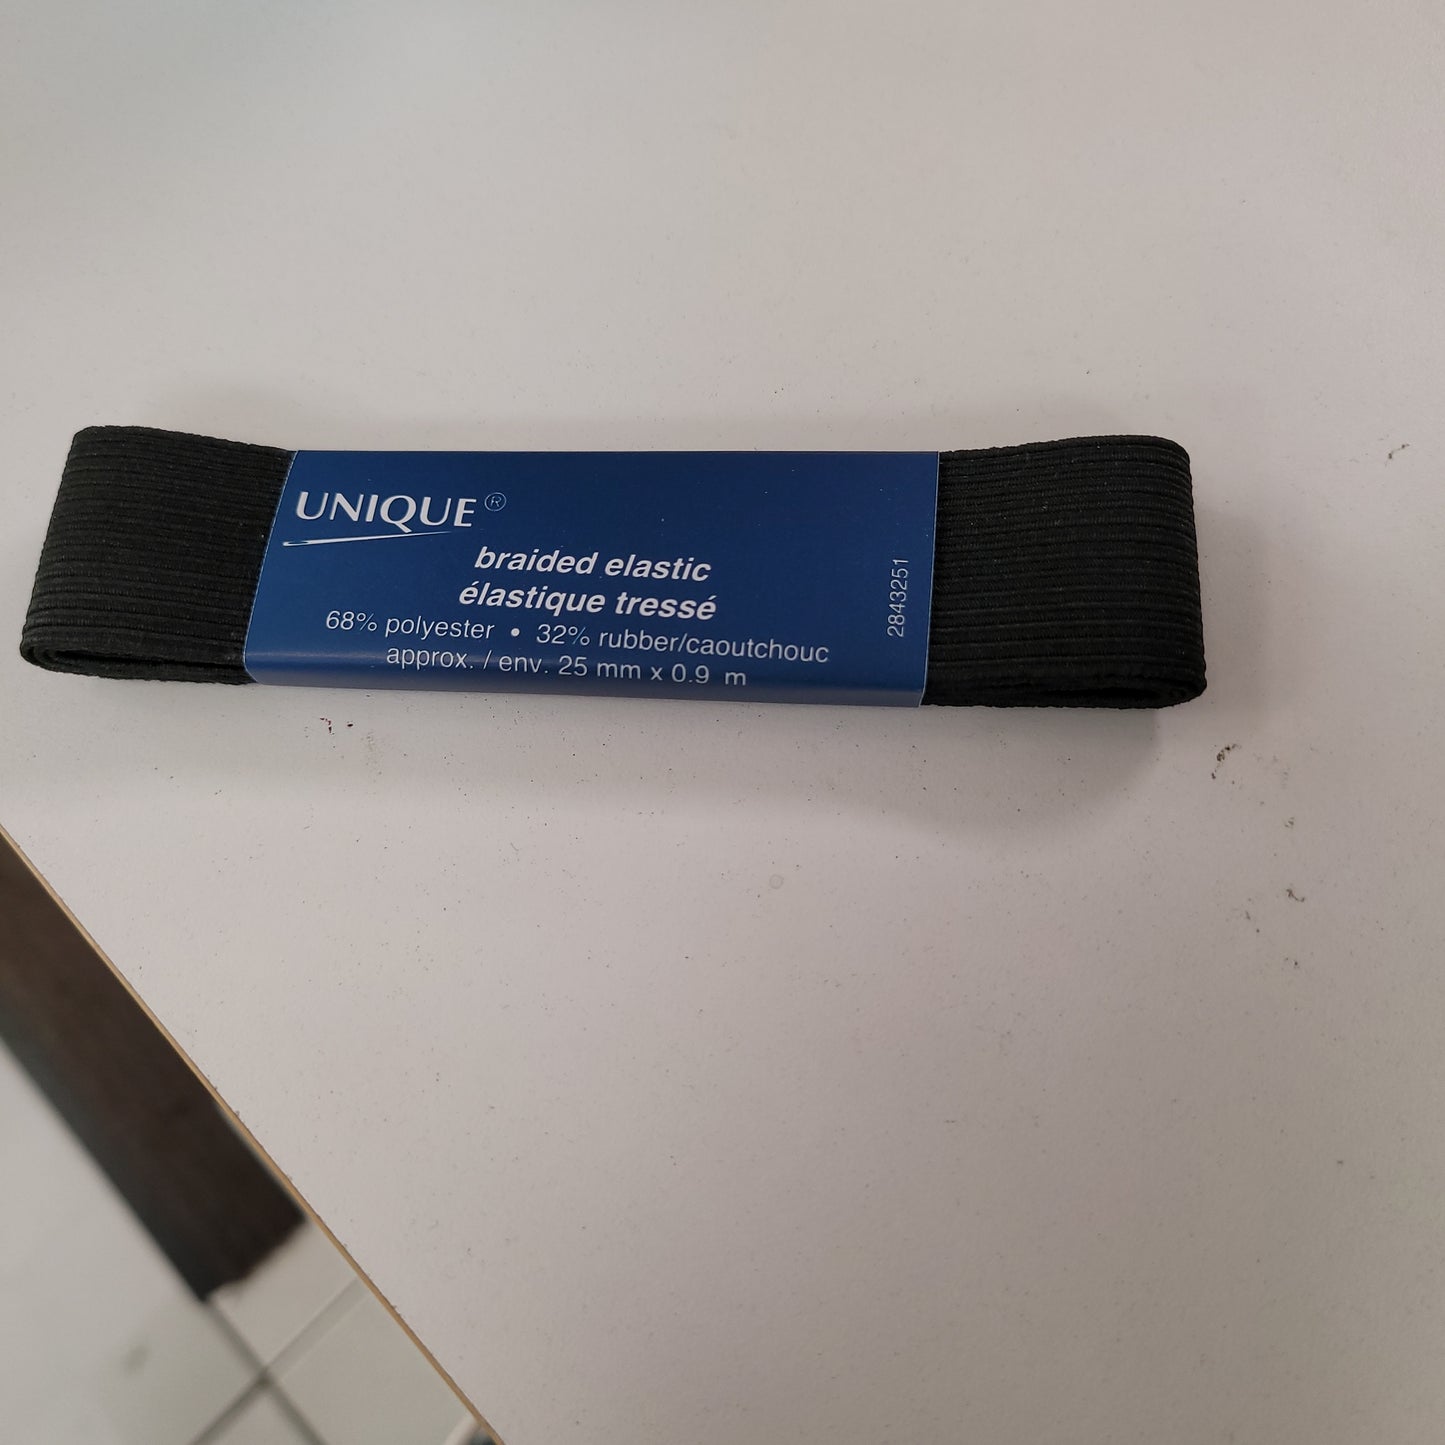 UNIQUE®
braided elastic
élastique tressé
68% polyester • 32% rubber/caoutchouc
approx. / env. 25 mm x 0.9 m
2843251